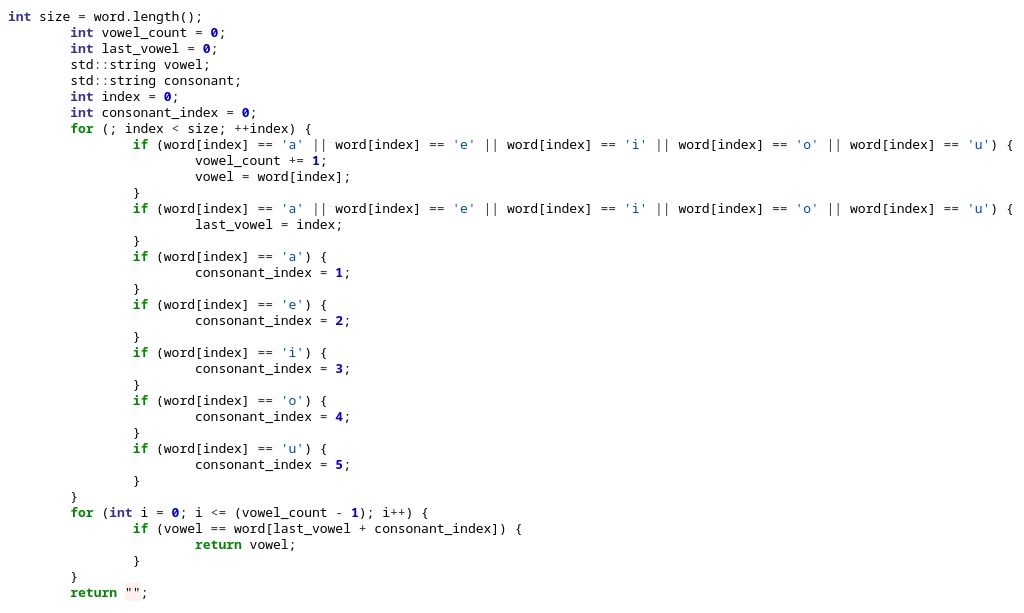 int size = word.length();
int vowel_count = 0;
int last_vowel = 0;
std::string vowel;
std::string consonant;
int index = 0;
int consonant_index = 0;
for (; index < size; ++index) {
if (word[index] == 'a' || word[index] == 'e' || word[index] == 'i' || word[index] == 'o' || word[index] == 'u') {
vowel_count += 1;
vowel = word[index];
}
if (word[index] == 'a' || word[index] == 'e' || word[index] == 'i' || word[index] == 'o' || word[index] == 'u') {
last_vowel = index;
}
if (word[index] == 'a') {
consonant_index = 1;
}
if (word[index] == 'e') {
consonant_index = 2;
}
if (word[index] == 'i') {
consonant_index = 3;
}
if (word[index] == 'o') {
consonant_index = 4;
}
if (word[index] == 'u') {
consonant_index = 5;
}
}
for (int i = 0; i <= (vowel_count - 1); i++) {
if (vowel == word[last_vowel + consonant_index]) {
return vowel;
}
}
return "";